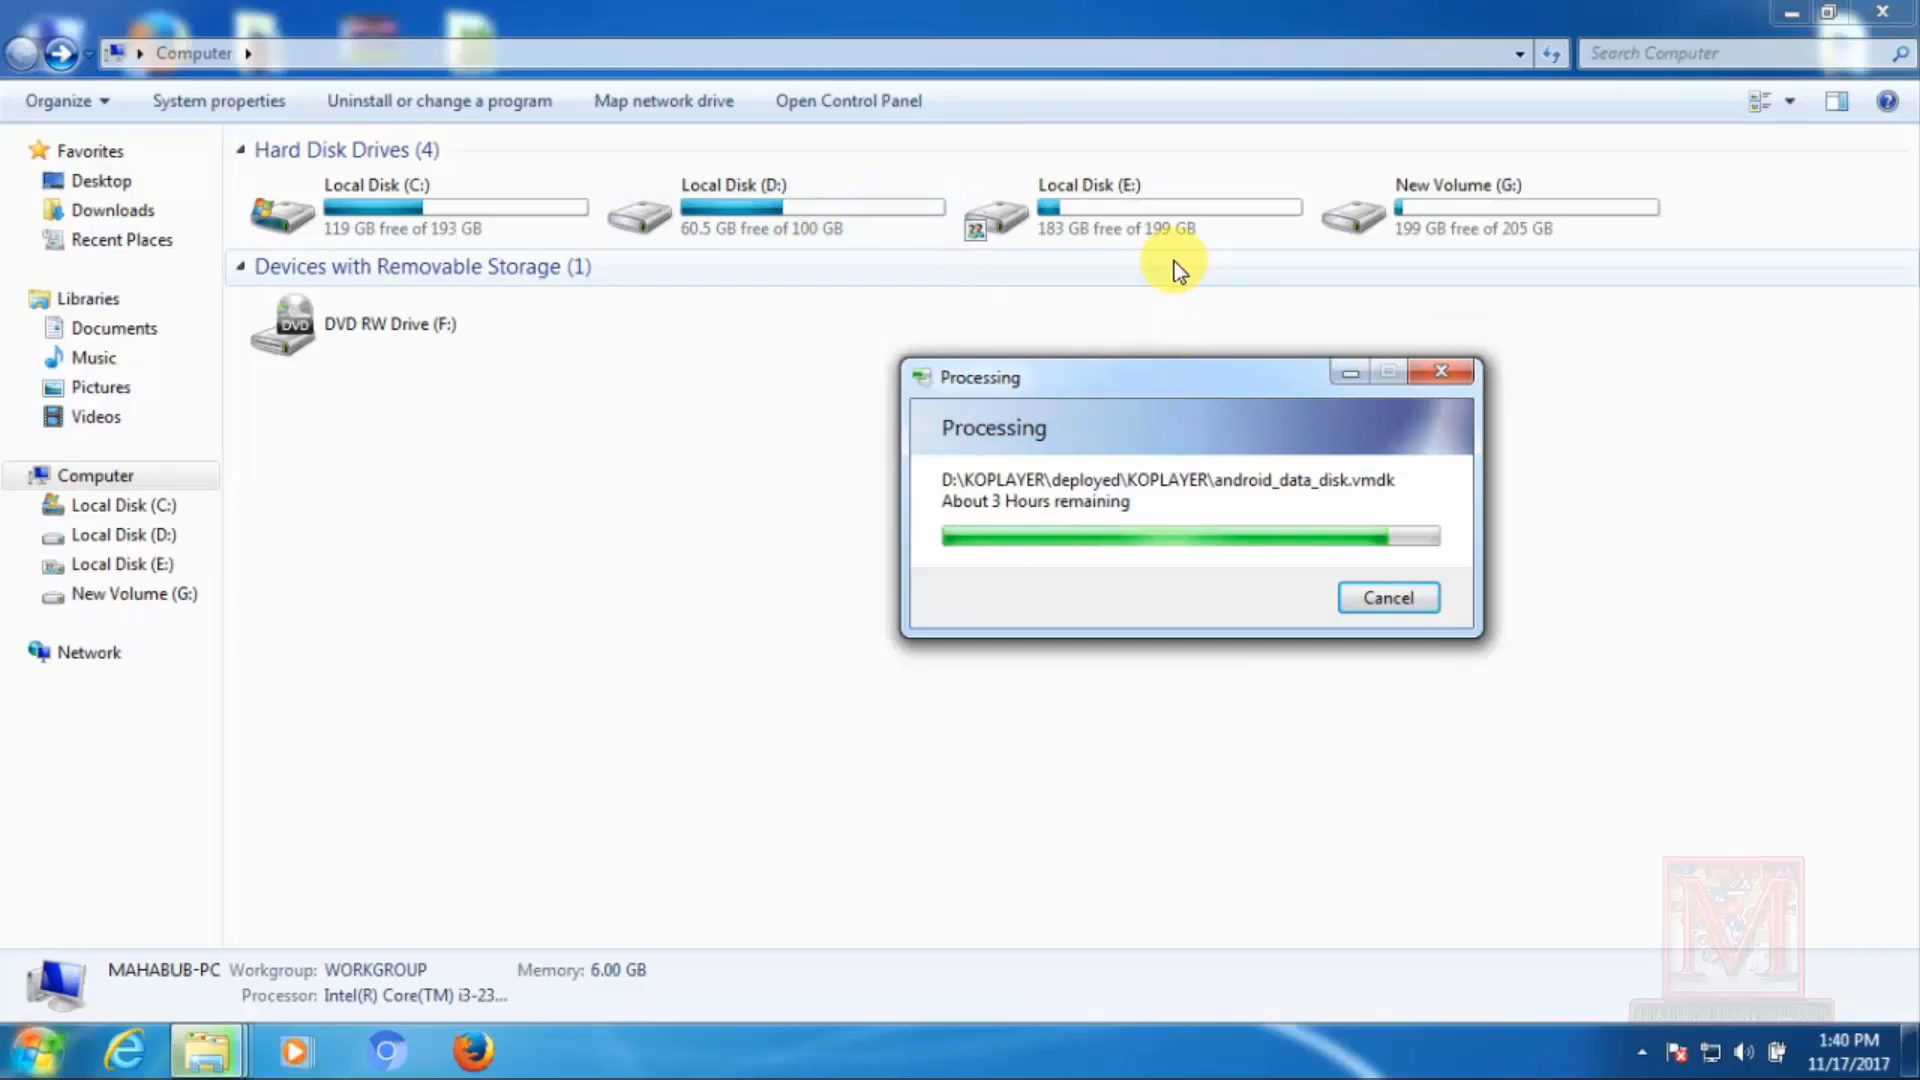 Computer
Search Computer
Organize
System properties
Uninstall or change a program
Map network drive
Open Control Panel
Favorites
Desktop
Downloads
Recent Places
Libraries
Documents
Music
Pictures
Videos
Computer
Local Disk (C:)
Local Disk (D:)
Local Disk (E:)
New Volume (G:)
Network
Hard Disk Drives (4)
Local Disk (C:)
119 GB free of 193 GB
Local Disk (D:)
60.5 GB free of 100 GB
Local Disk (E:)
183 GB free of 199 GB
New Volume (G:)
199 GB free of 205 GB
Devices with Removable Storage (1)
DVD
DVD RW Drive (F:)
Processing
Processing
D:\KOPLAYER\deployed\KOPLAYER\android_data_disk.vmdk
About 3 Hours remaining
Cancel
MAHABUB-PC Workgroup: WORKGROUP Memory: 6.00 GB
Processor: Intel(R) Core(TM) i3-23...
M
1:40 PM
11/17/2017